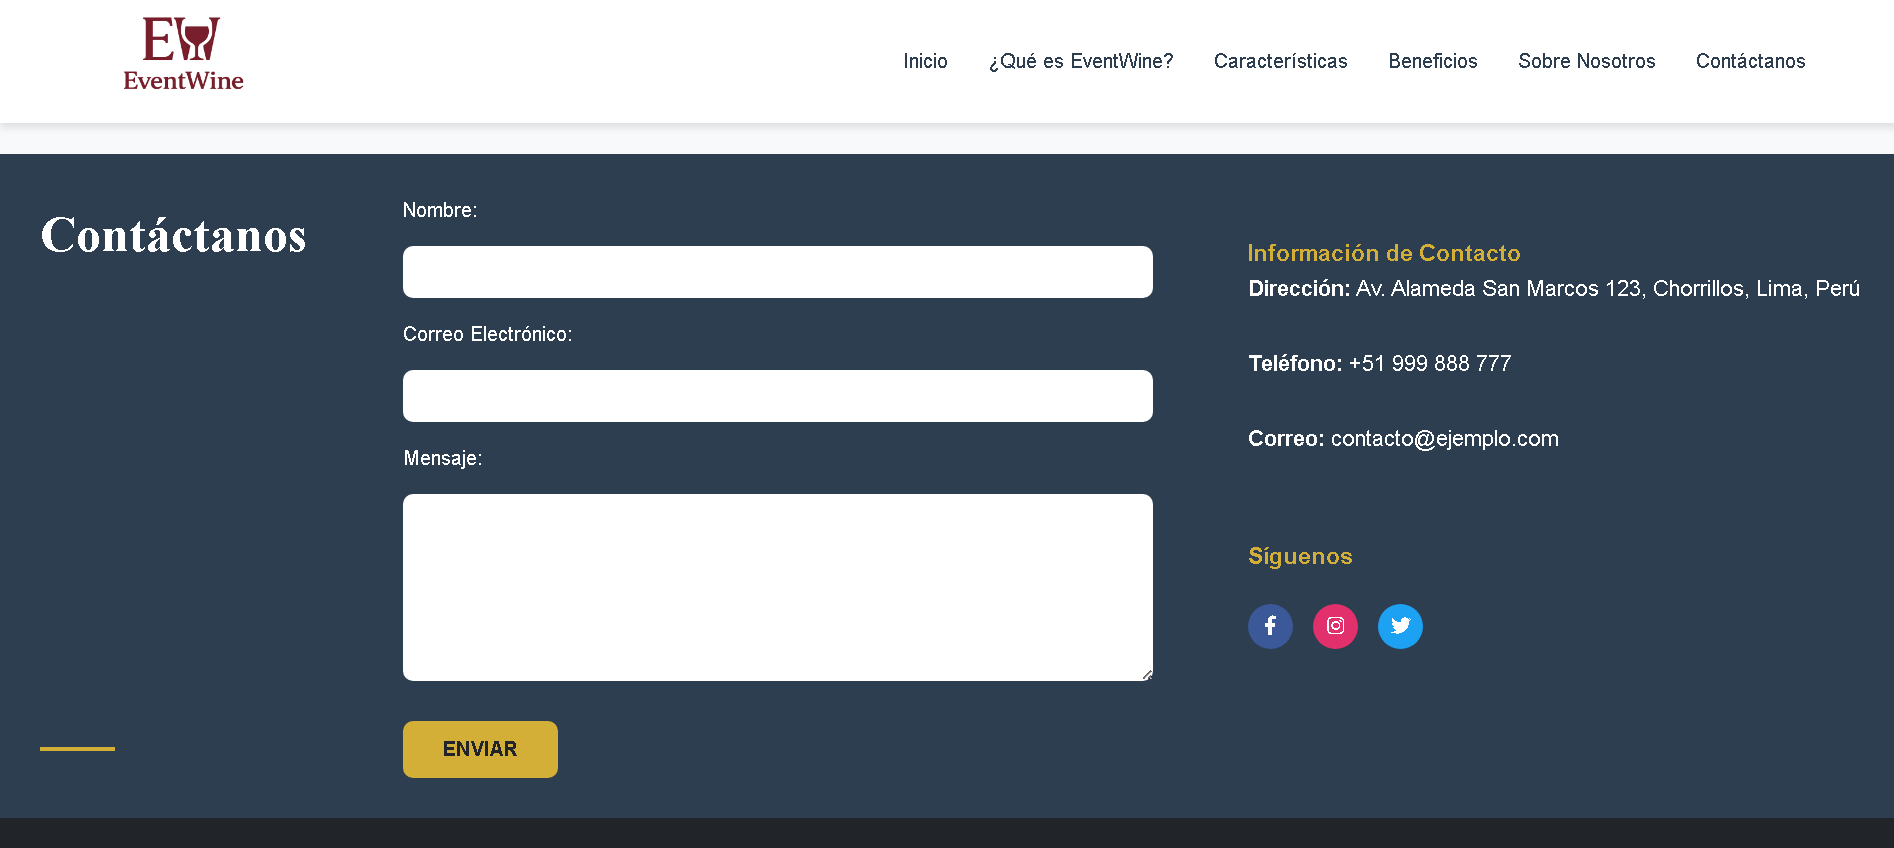 EW
EventWine
Inicio ¿Qué es EventWine? Características Beneficios Sobre Nosotros Contáctanos
Contáctanos
Nombre:
Correo Electrónico:
Mensaje:
ENVIAR
Información de Contacto
Dirección: Av. Alameda San Marcos 123, Chorrillos, Lima, Perú
Teléfono: +51 999 888 777
Correo: contacto@ejemplo.com
Síguenos